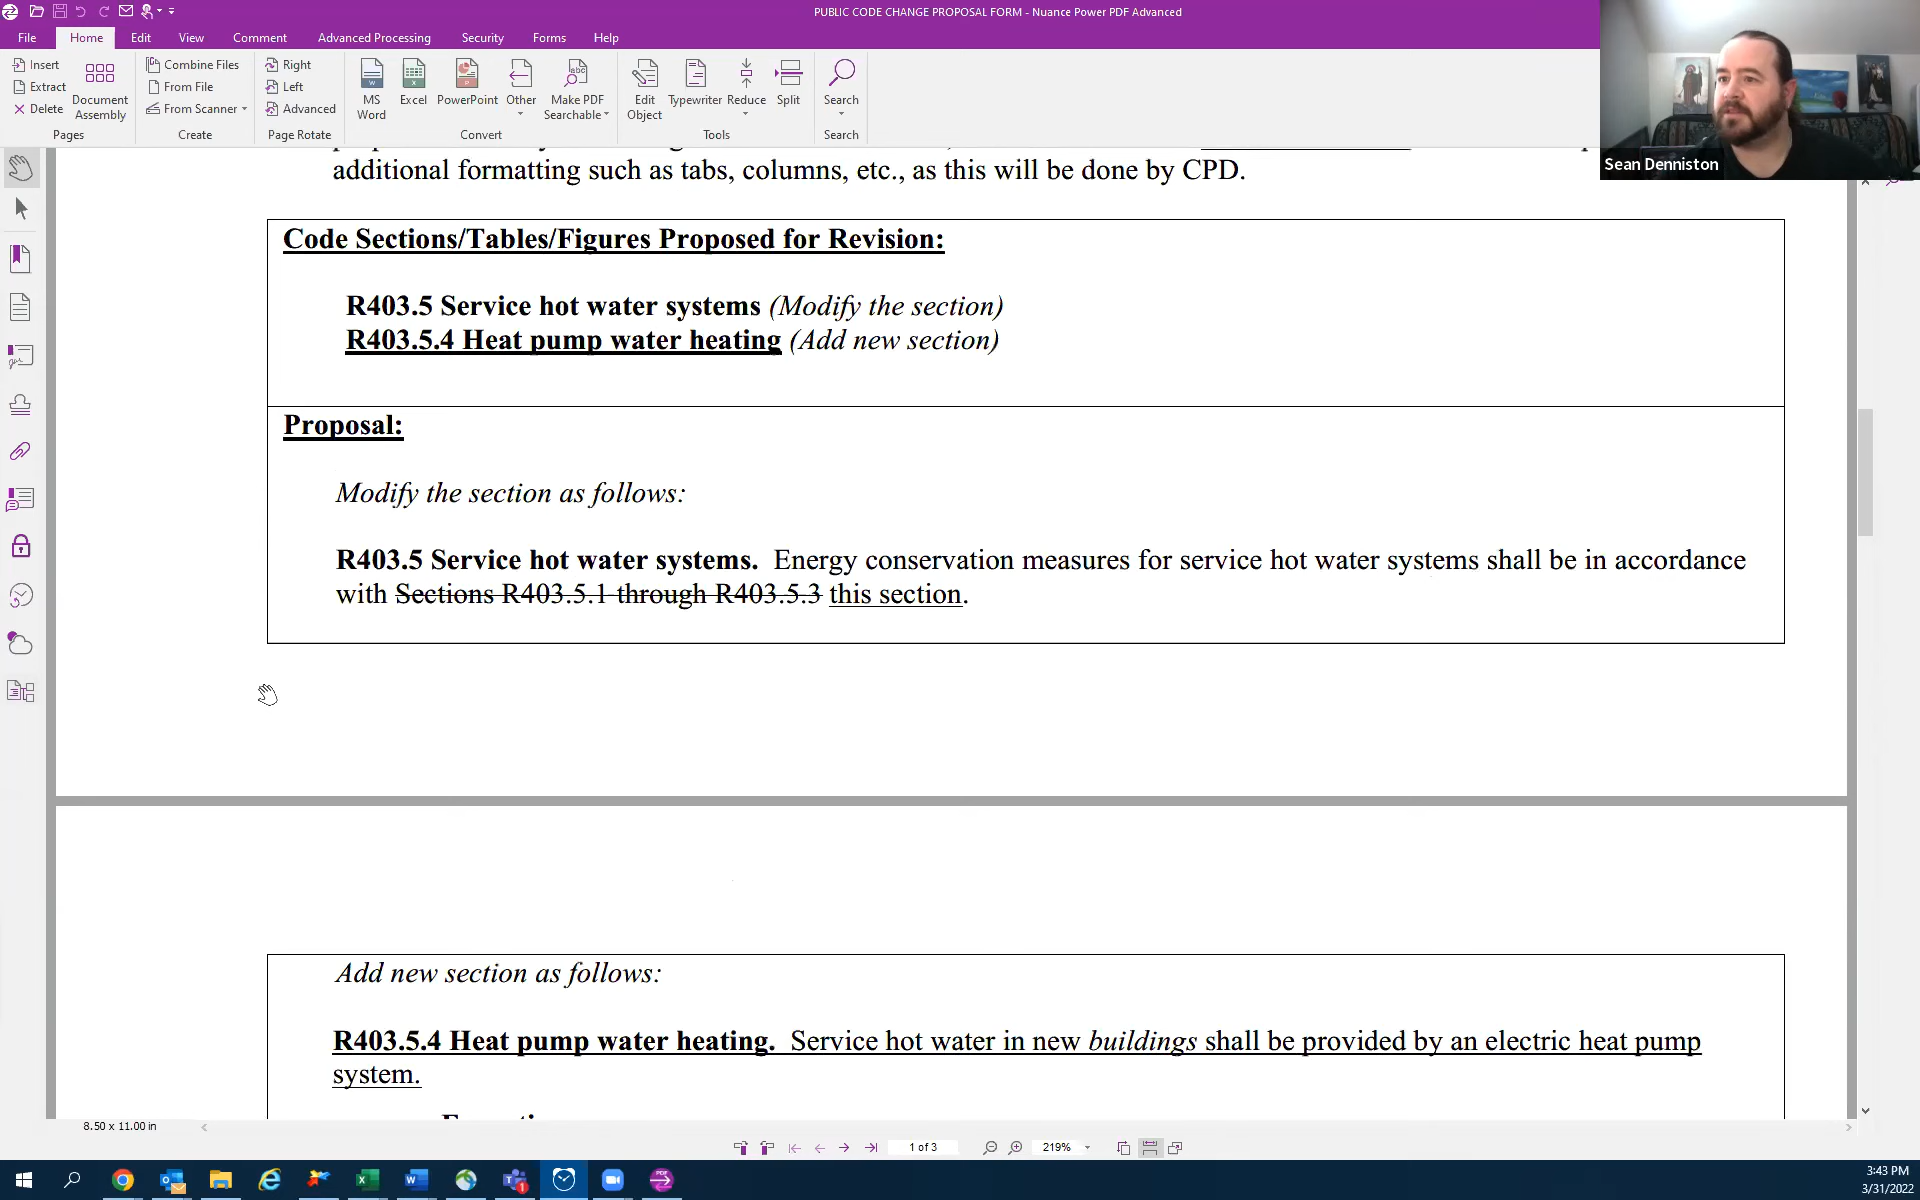 PUBLIC CODE CHANGE PROPOSAL FORM - Nuance Power PDF Advanced
File Home Edit View Comment Advanced Processing Security Forms Help
Insert
Extract
Delete
Document
Assembly
Pages
Combine Files
From File
From Scanner
Create
Right
Left
Advanced
Page Rotate
MS
Word
Excel
PowerPoint
Other
Make PDF
Searchable
Convert
Edit
Object
Typewriter
Reduce
Split
Tools
Search
Search
Sean Denniston
additional formatting such as tabs, columns, etc., as this will be done by CPD.
Code Sections/Tables/Figures Proposed for Revision:
R403.5 Service hot water systems (Modify the section)
R403.5.4 Heat pump water heating (Add new section)
Proposal:
Modify the section as follows:
R403.5 Service hot water systems. Energy conservation measures for service hot water systems shall be in accordance
with Sections R403.5.1 through R403.5.3 this section.
Add new section as follows:
R403.5.4 Heat pump water heating. Service hot water in new buildings shall be provided by an electric heat pump
system.
8.50 x 11.00 in
1 of 3
219%
3:43 PM
3/31/2022